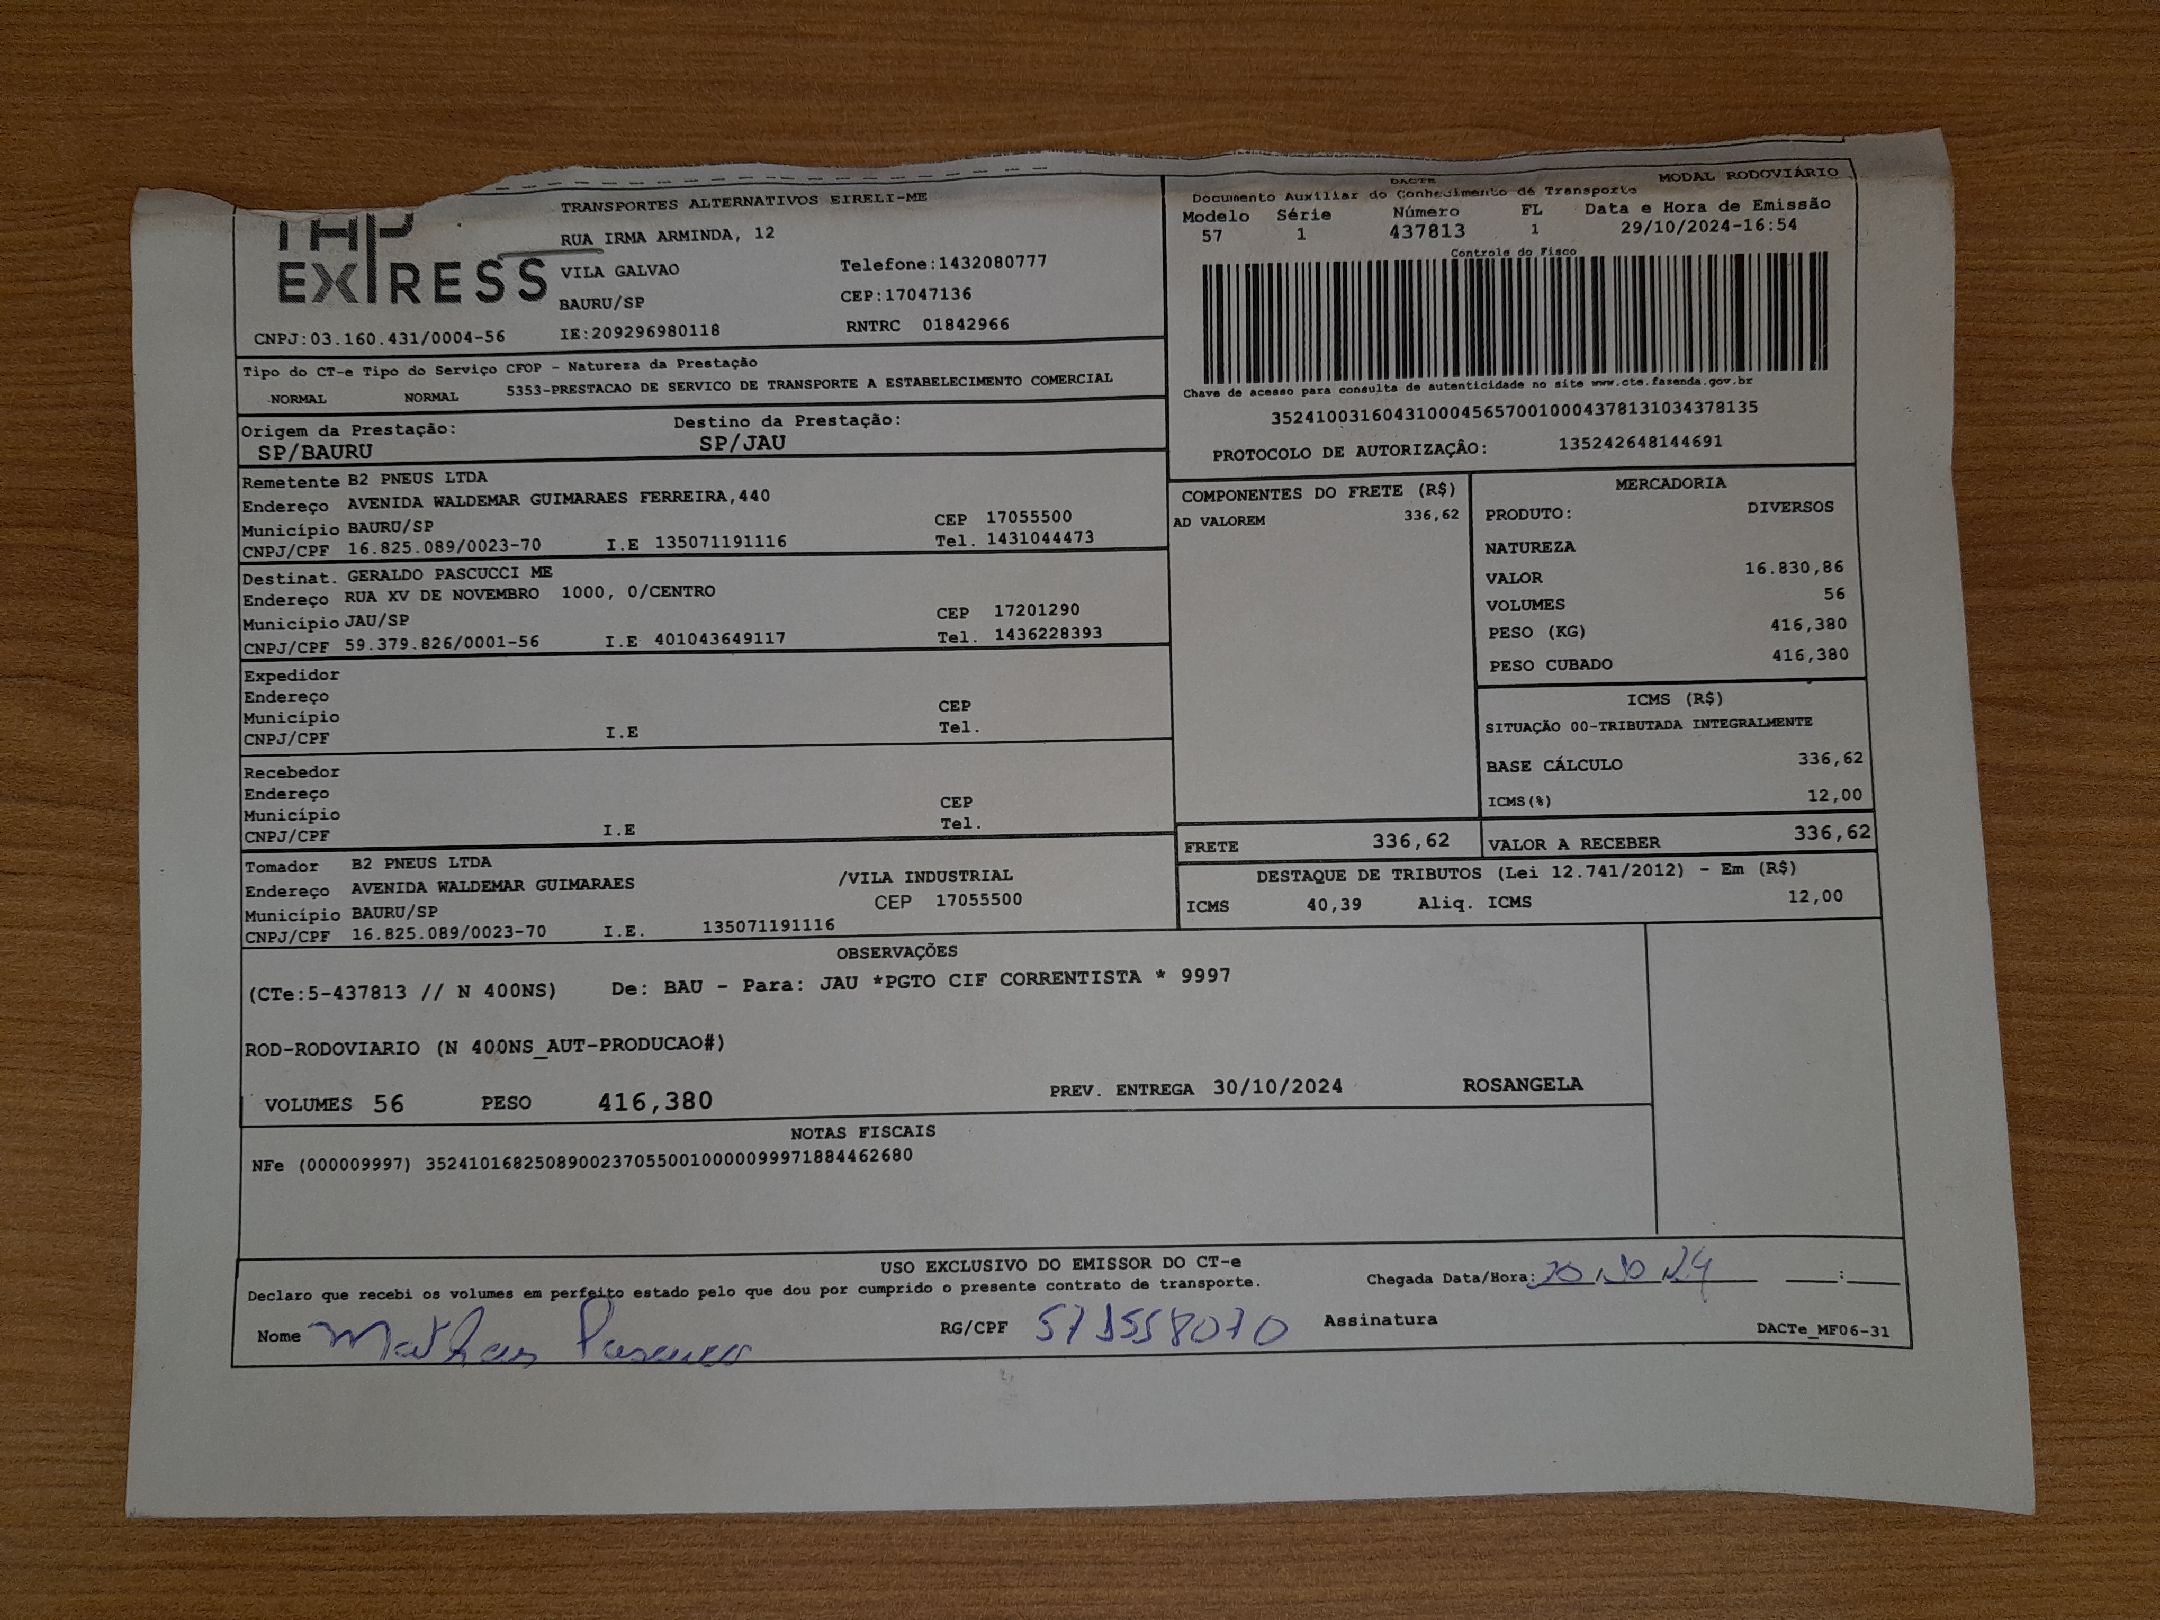 TRANSPORTES ALTERNATIVOS EIRELI-ME
RUA IRMA ARMINDA, 12
EXPRESS
VILA GALVAO Telefone:1432080777
BAURU/SP CEP:17047136
CNPJ:03.160.431/0004-56 IE:209296980118 RNTRC 01842966
DACTE MODAL RODOVIÁRIO
Documento Auxiliar do Conhecimento de Transporte
Modelo Série Número FL Data e Hora de Emissão
57 1 437813 1 29/10/2024-16:54
Controle do Fisco
Chave de acesso para consulta de autenticidade no site www.cte.fazenda.gov.br
35241003160431000456570010004378131034378135
PROTOCOLO DE AUTORIZAÇÂO: 135242648144691
Tipo do CT-e Tipo do Serviço CFOP - Natureza da Prestação
NORMAL NORMAL 5353-PRESTACAO DE SERVICO DE TRANSPORTE A ESTABELECIMENTO COMERCIAL
Origem da Prestação: Destino da Prestação:
SP/BAURU SP/JAU
Remetente B2 PNEUS LTDA
Endereço AVENIDA WALDEMAR GUIMARAES FERREIRA,440
Município BAURU/SP CEP 17055500
CNPJ/CPF 16.825.089/0023-70 I.E 135071191116 Tel. 1431044473
Destinat. GERALDO PASCUCCI ME
Endereço RUA XV DE NOVEMBRO 1000, 0/CENTRO
Município JAU/SP CEP 17201290
CNPJ/CPF 59.379.826/0001-56 I.E 401043649117 Tel. 1436228393
Expedidor
Endereço
Município CEP
CNPJ/CPF I.E Tel.
Recebedor
Endereço
Município CEP
CNPJ/CPF I.E Tel.
Tomador B2 PNEUS LTDA
Endereço AVENIDA WALDEMAR GUIMARAES /VILA INDUSTRIAL
Município BAURU/SP CEP 17055500
CNPJ/CPF 16.825.089/0023-70 I.E. 135071191116
COMPONENTES DO FRETE (R$)
AD VALOREM 336,62
MERCADORIA
PRODUTO: DIVERSOS
NATUREZA
VALOR 16.830,86
VOLUMES 56
PESO (KG) 416,380
PESO CUBADO 416,380
ICMS (R$)
SITUAÇÃO 00-TRIBUTADA INTEGRALMENTE
BASE CÁLCULO 336,62
ICMS(%) 12,00
FRETE 336,62 VALOR A RECEBER 336,62
DESTAQUE DE TRIBUTOS (Lei 12.741/2012) - Em (R$)
ICMS 40,39 Aliq. ICMS 12,00
OBSERVAÇÕES
(CTe:5-437813 // N 400NS) De: BAU - Para: JAU *PGTO CIF CORRENTISTA * 9997
ROD-RODOVIARIO (N 400NS_AUT-PRODUCAO#)
VOLUMES 56 PESO 416,380 PREV. ENTREGA 30/10/2024 ROSANGELA
NOTAS FISCAIS
NFe (000009997) 35241016825089002370550010000099971884462680
USO EXCLUSIVO DO EMISSOR DO CT-e
Declaro que recebi os volumes em perfeito estado pelo que dou por cumprido o presente contrato de transporte. Chegada Data/Hora: :
Nome RG/CPF Assinatura DACTe_MF06-31